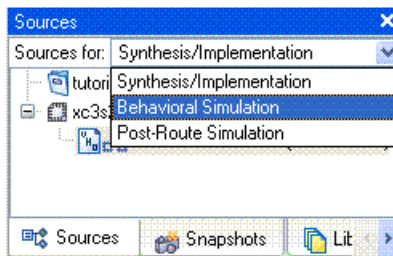 Sources
Sources for: Synthesis/Implementation
tutori Synthesis/Implementation
xc3s Behavioral Simulation
Post-Route Simulation
Sources Snapshots Lit